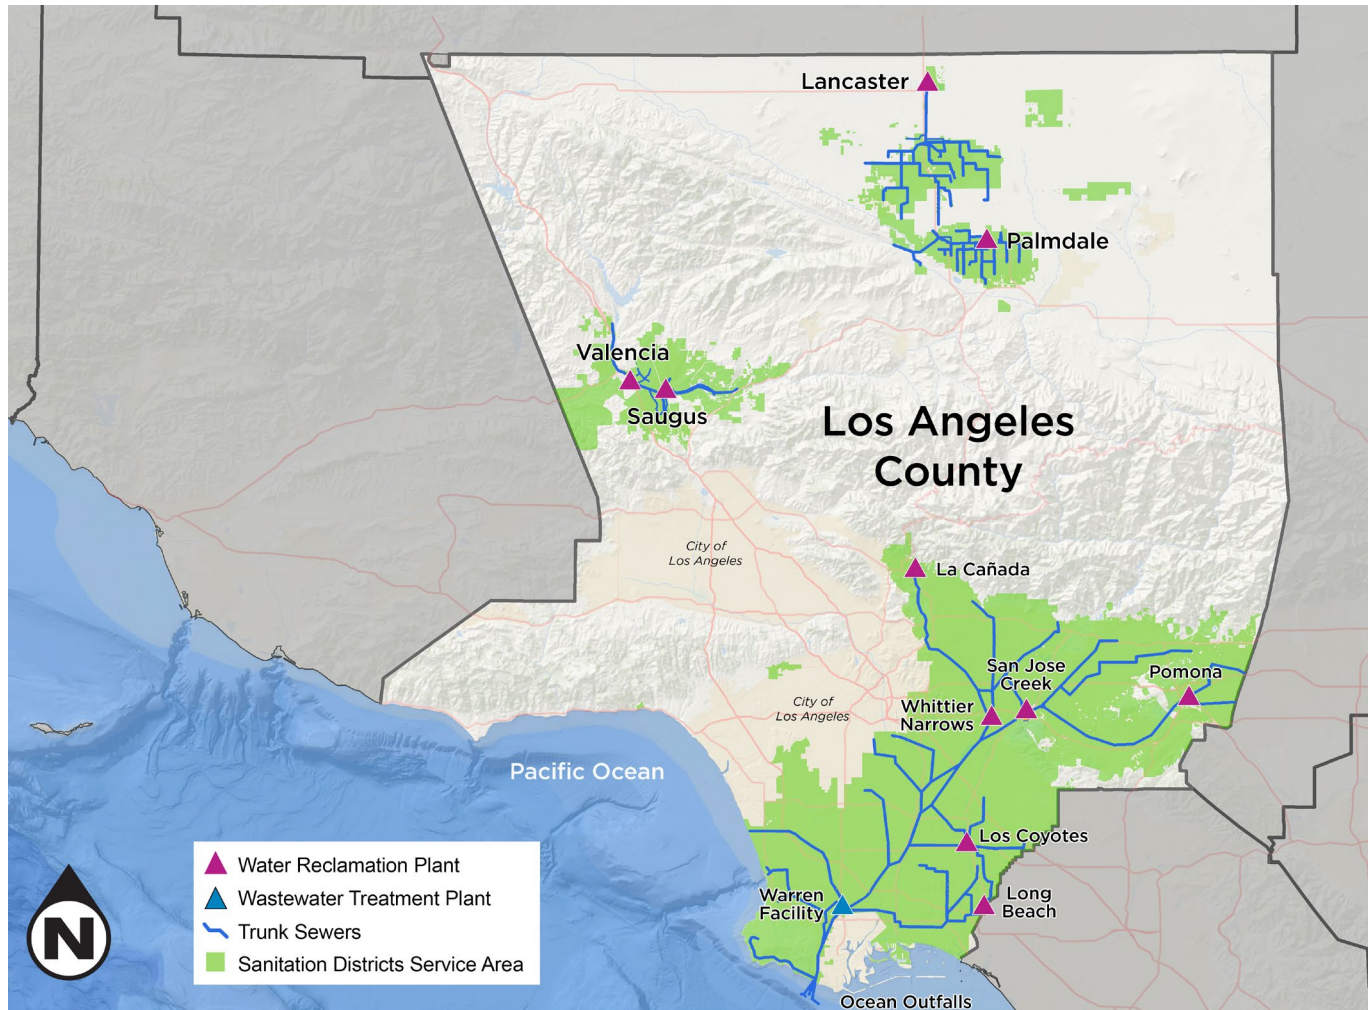 Lancaster
Palmdale
Valencia
Saugus
Los Angeles
County
City of
Los Angeles
La Cañada
San Jose
Creek
Pomona
Whittier
Narrows
City of
Los Angeles
Pacific Ocean
Los Coyotes
Warren
Facility
Long
Beach
Ocean Outfalls
Water Reclamation Plant
Wastewater Treatment Plant
Trunk Sewers
Sanitation Districts Service Area
N